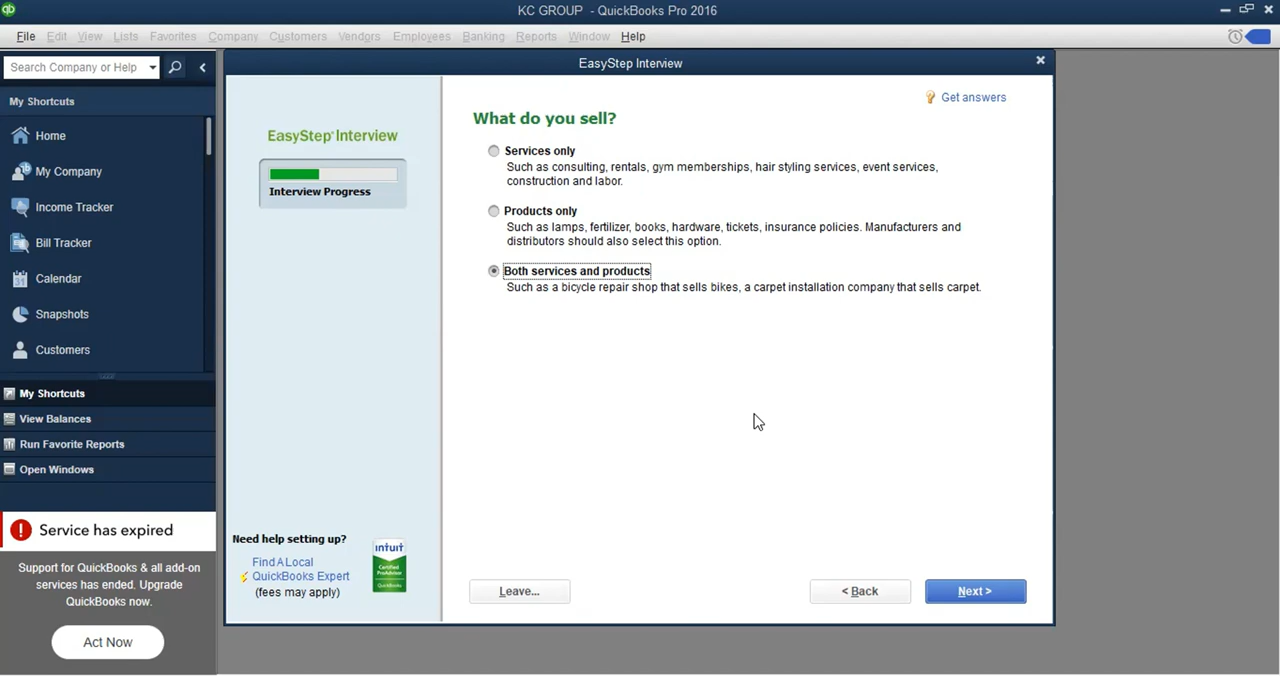 qb
KC GROUP - QuickBooks Pro 2016
File Edit View Lists Favorites Company Customers Vendors Employees Banking Reports Window Help
Search Company or Help
My Shortcuts
Home
My Company
Income Tracker
Bill Tracker
31 Calendar
Snapshots
Customers
My Shortcuts
View Balances
Run Favorite Reports
Open Windows
! Service has expired
Support for QuickBooks & all add-on
services has ended. Upgrade
QuickBooks now.
Act Now
EasyStep Interview
EasyStep® Interview
Interview Progress
Need help setting up?
Find A Local
QuickBooks Expert
(fees may apply)
intuit
Certified
ProAdvisor
QuickBooks
? Get answers
What do you sell?
Services only
Such as consulting, rentals, gym memberships, hair styling services, event services,
construction and labor.
Products only
Such as lamps, fertilizer, books, hardware, tickets, insurance policies. Manufacturers and
distributors should also select this option.
Both services and products
Such as a bicycle repair shop that sells bikes, a carpet installation company that sells carpet.
Leave...
< Back
Next >